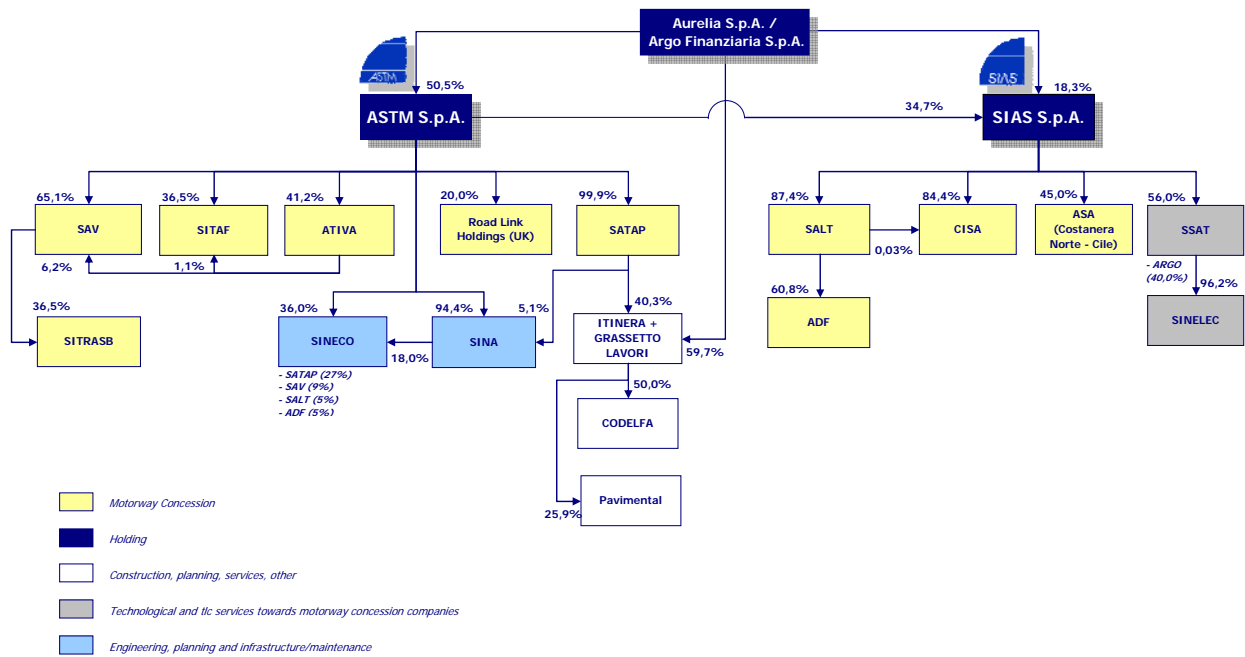 Aurelia S.p.A. /
Argo Finanziaria S.p.A.
ASTM
SIAS
50,5%
18,3%
ASTM S.p.A.
34,7%
SIAS S.p.A.
65,1%
36,5%
41,2%
20,0%
99,9%
87,4%
84,4%
45,0%
56,0%
SAV
SITAF
ATIVA
Road Link
Holdings (UK)
SATAP
SALT
0,03%
CISA
ASA
(Costanera
Norte - Cile)
SSAT
6,2%
1,1%
- ARGO
(40,0%)
96,2%
36,5%
36,0%
94,4%
5,1%
40,3%
60,8%
SITRASB
SINECO
18,0%
SINA
ITINERA +
GRASSETTO
LAVORI
59,7%
ADF
SINELEC
- SATAP (27%)
- SAV (9%)
- SALT (5%)
- ADF (5%)
50,0%
CODELFA
Pavimental
25,9%
Motorway Concession
Holding
Construction, planning, services, other
Technological and tlc services towards motorway concession companies
Engineering, planning and infrastructure/maintenance